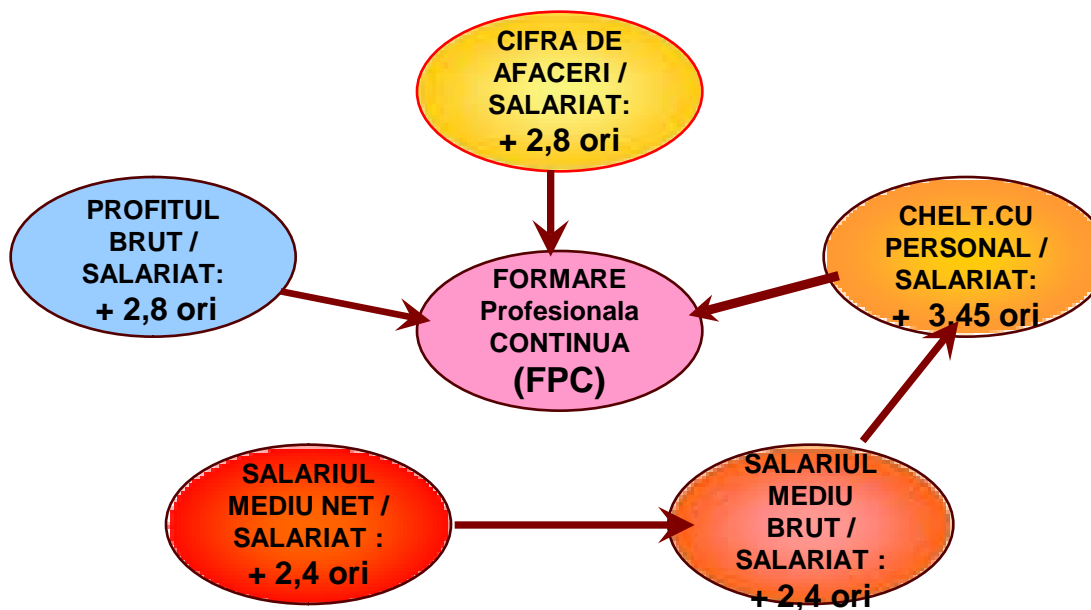 CIFRA DE
AFACERI /
SALARIAT:
+ 2,8 ori
PROFITUL
BRUT /
SALARIAT:
+ 2,8 ori
CHELT.CU
PERSONAL /
SALARIAT:
+ 3,45 ori
FORMARE
Profesionala
CONTINUA
(FPC)
SALARIUL
MEDIU NET /
SALARIAT :
+ 2,4 ori
SALARIUL
MEDIU
BRUT /
SALARIAT :
+ 2,4 ori